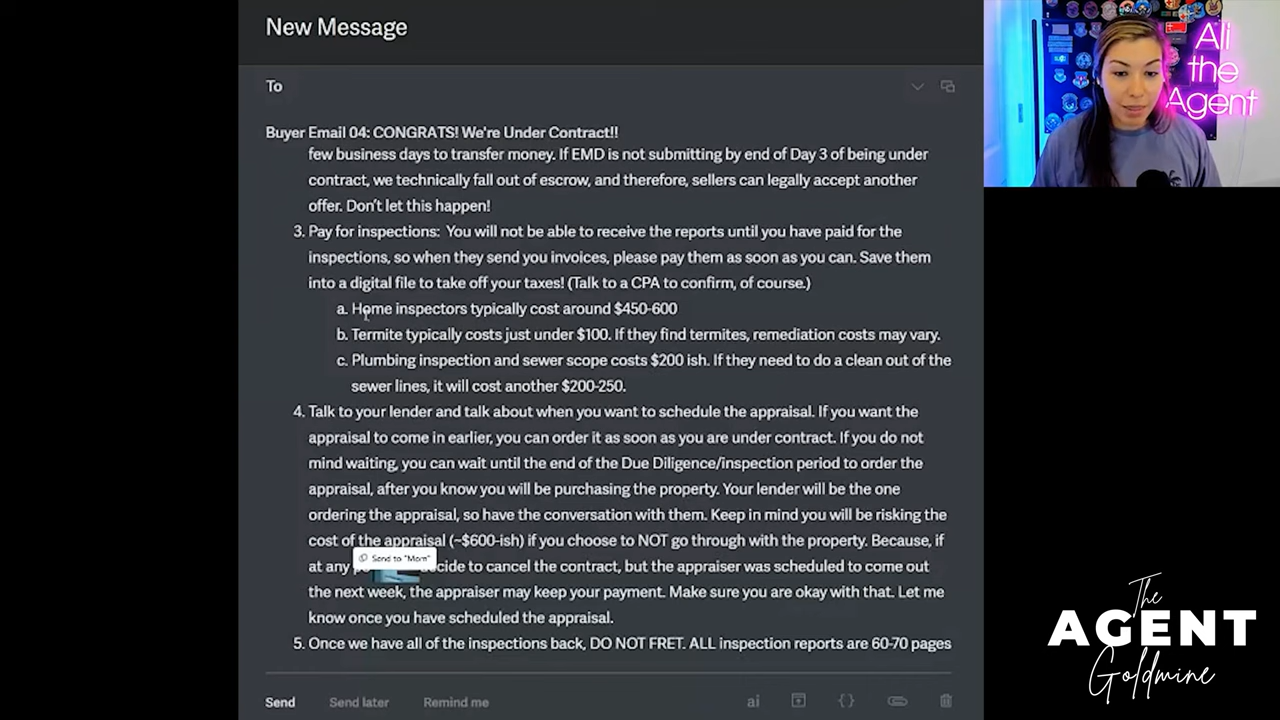 New Message
Ali
the
Agent
To
Buyer Email 04: CONGRATS! We're Under Contract!!
few business days to transfer money. If EMD is not submitting by end of Day 3 of being under
contract, we technically fall out of escrow, and therefore, sellers can legally accept another
offer. Don't let this happen!
3. Pay for inspections: You will not be able to receive the reports until you have paid for the
inspections, so when they send you invoices, please pay them as soon as you can. Save them
into a digital file to take off your taxes! (Talk to a CPA to confirm, of course.)
a. Home inspectors typically cost around $450-600
b. Termite typically costs just under $100. If they find termites, remediation costs may vary.
c. Plumbing inspection and sewer scope costs $200 ish. If they need to do a clean out of the
sewer lines, it will cost another $200-250.
4. Talk to your lender and talk about when you want to schedule the appraisal. If you want the
appraisal to come in earlier, you can order it as soon as you are under contract. If you do not
mind waiting, you can wait until the end of the Due Diligence/inspection period to order the
appraisal, after you know you will be purchasing the property. Your lender will be the one
ordering the appraisal, so have the conversation with them. Keep in mind you will be risking the
cost of the appraisal (~$600-ish) if you choose to NOT go through with the property. Because, if
Send to "Mom"
at any cide to cancel the contract, but the appraiser was scheduled to come out
the next week, the appraiser may keep your payment. Make sure you are okay with that. Let me
know once you have scheduled the appraisal.
5. Once we have all of the inspections back, DO NOT FRET. ALL inspection reports are 60-70 pages
Send Send later Remind me ai {}
The
AGENT
Goldmine